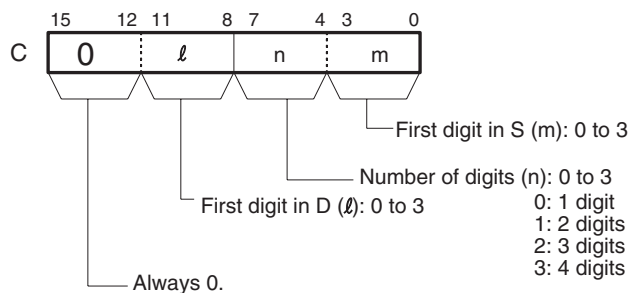 15 12 11 8 7 4 3 0
C 0 ℓ n m
First digit in S (m): 0 to 3
Number of digits (n): 0 to 3
First digit in D (ℓ): 0 to 3
0: 1 digit
1: 2 digits
2: 3 digits
3: 4 digits
Always 0.